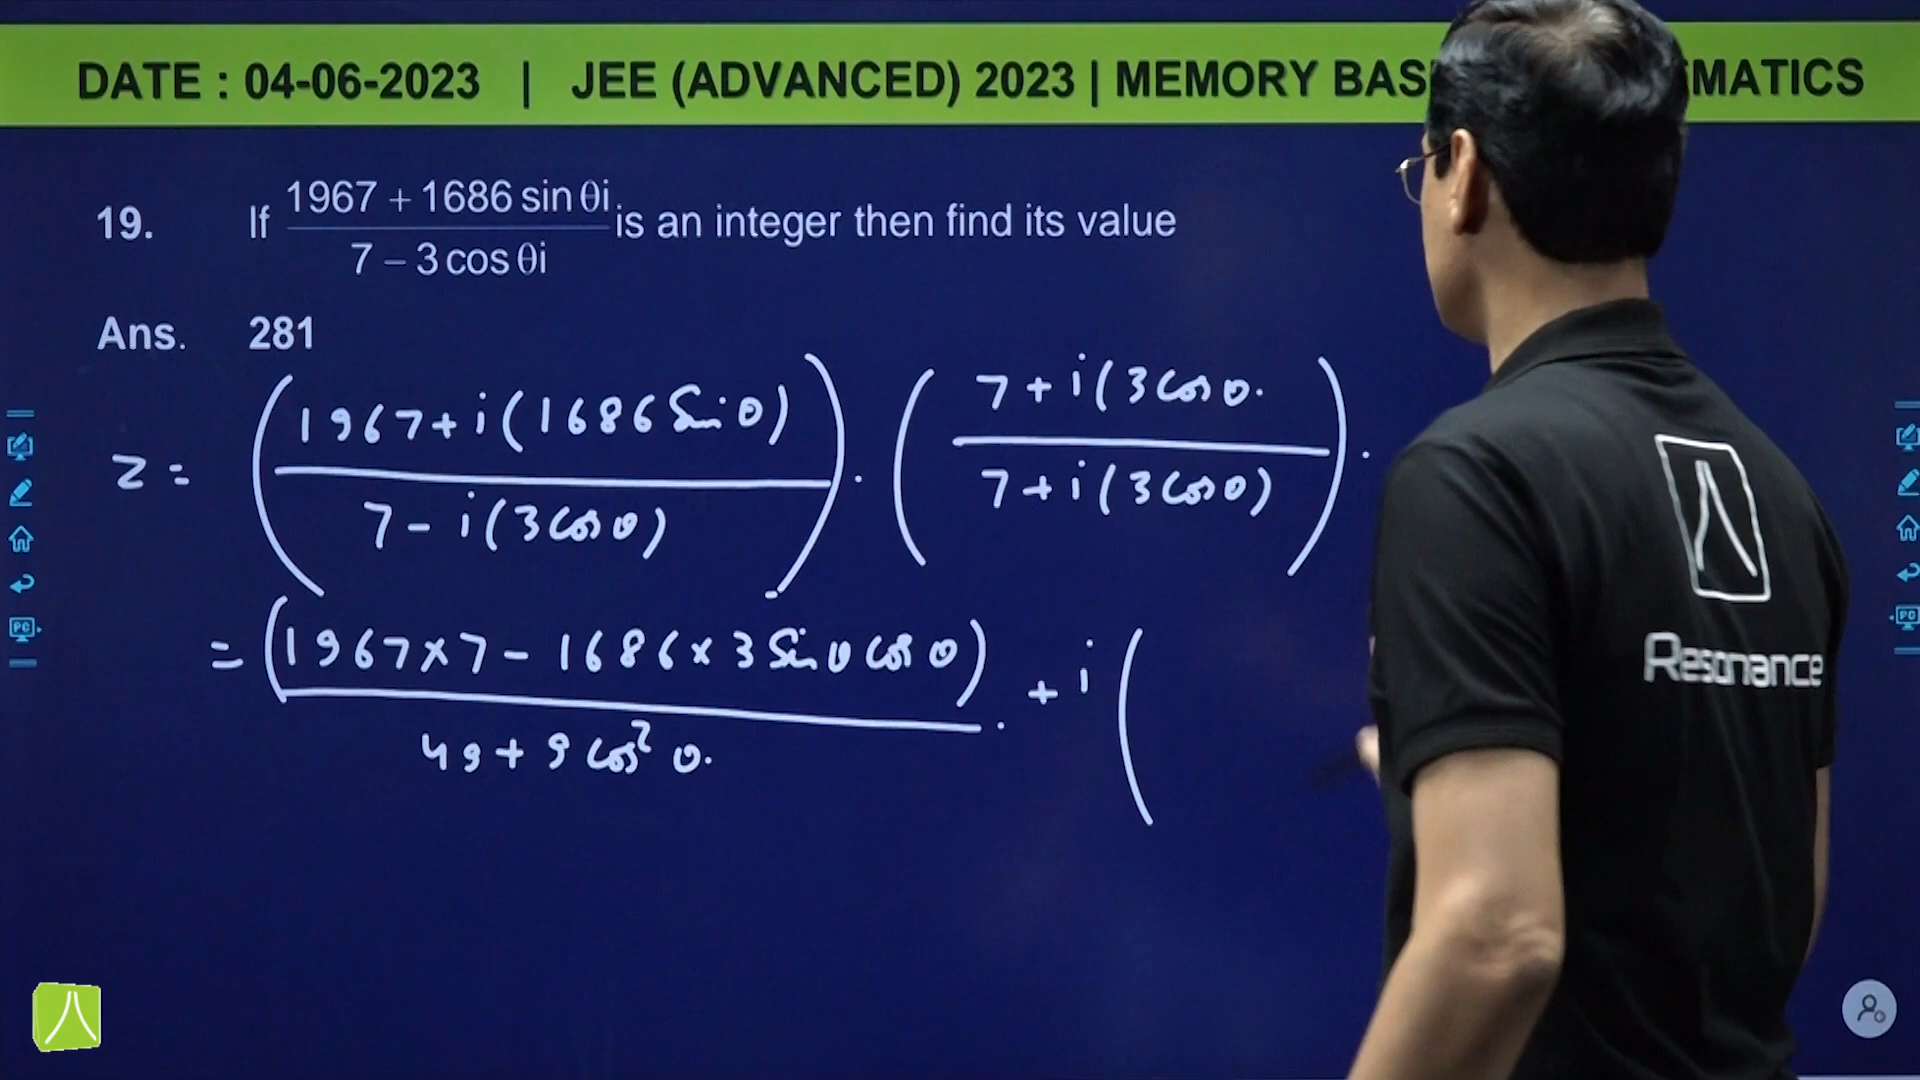 DATE : 04-06-2023 | JEE (ADVANCED) 2023 | MEMORY BAS MATICS
19. If (1967 + 1686 sin θi)/(7 – 3 cos θi) is an integer then find its value
Ans. 281
z = ( (1967 + i(1686 Sin θ))/(7 - i(3 cos θ)) ) . ( (7 + i(3 cos θ.)/(7 + i(3 cos θ)) ) .
= (1967 × 7 - 1686 × 3 Sin θ cos θ)/(49 + 9 cos² θ.) . + i (
PC
PC
Resonance